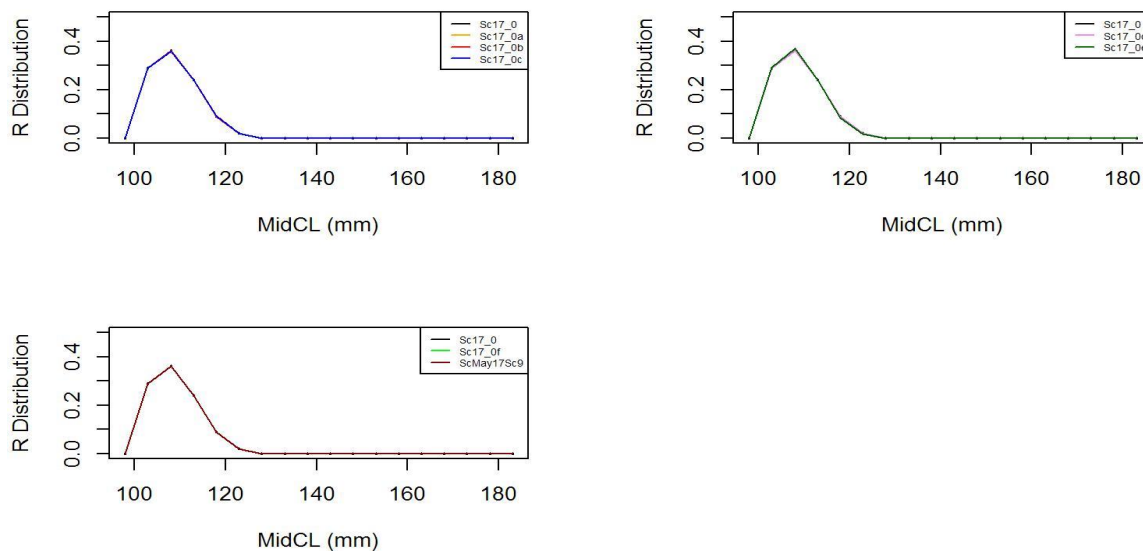 R Distribution
0.4
0.2
0.0
Sc17_0
Sc17_0a
Sc17_0b
Sc17_0c
100 120 140 160 180
MidCL (mm)
R Distribution
0.4
0.2
0.0
Sc17_0
100 120 140 160 180
MidCL (mm)
R Distribution
0.4
0.2
0.0
Sc17_0
Sc17_0f
ScMay17Sc9
100 120 140 160 180
MidCL (mm)